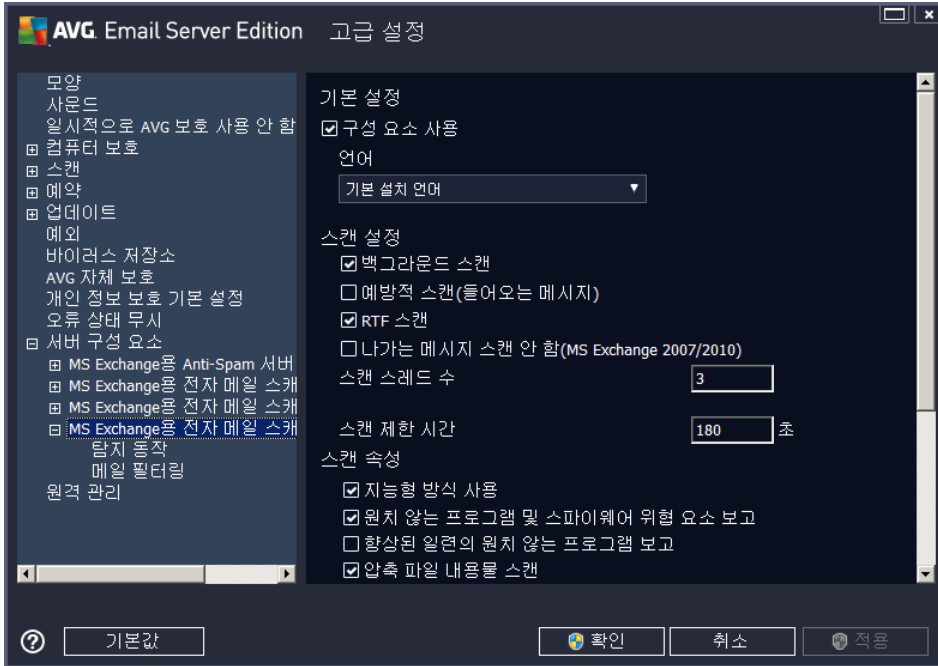 AVG. Email Server Edition 고급 설정
모양
사운드
일시적으로 AVG 보호 사용 안 함
컴퓨터 보호
스캔
예약
업데이트
예외
바이러스 저장소
AVG 자체 보호
개인 정보 보호 기본 설정
오류 상태 무시
서버 구성 요소
MS Exchange용 Anti-Spam 서버
MS Exchange용 전자 메일 스캐
MS Exchange용 전자 메일 스캐
MS Exchange용 전자 메일 스캐
탐지 동작
메일 필터링
원격 관리
기본 설정
구성 요소 사용
언어
기본 설치 언어
스캔 설정
백그라운드 스캔
예방적 스캔(들어오는 메시지)
RTF 스캔
나가는 메시지 스캔 안 함(MS Exchange 2007/2010)
스캔 스레드 수 3
스캔 제한 시간 180 초
스캔 속성
지능형 방식 사용
원치 않는 프로그램 및 스파이웨어 위협 요소 보고
향상된 일련의 원치 않는 프로그램 보고
압축 파일 내용물 스캔
기본값 확인 취소 적용